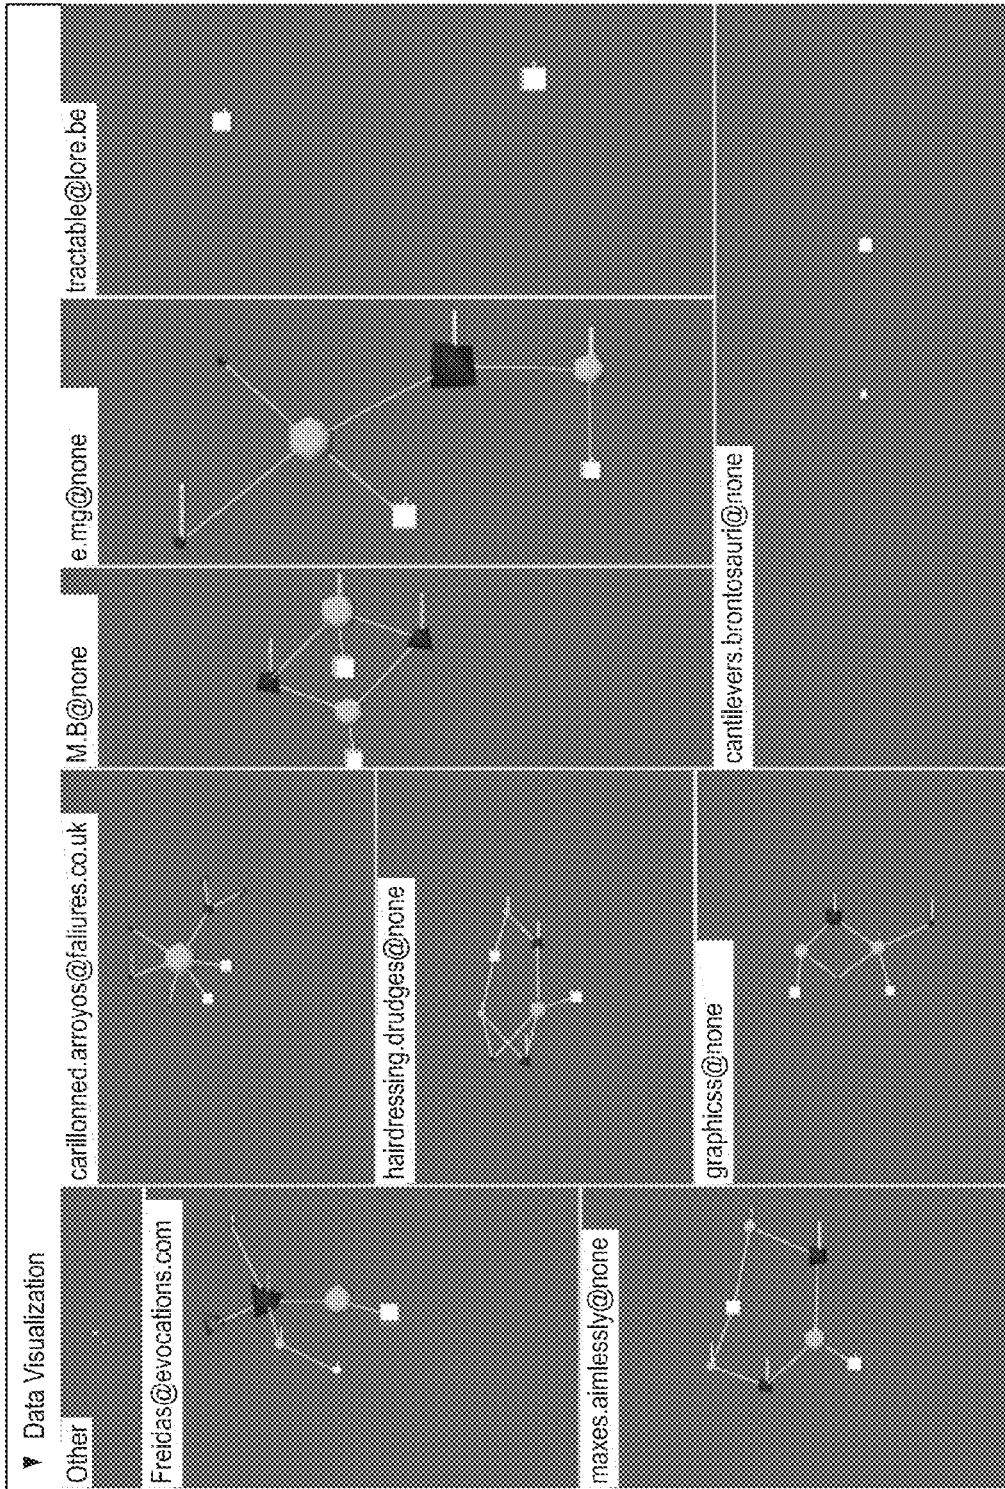 Data Visualization
Other
Freidas@evocations.com
maxes.aimlessly@none
carillonned.arroyos@faliures.co.uk
hairdressing.drudges@none
graphicss@none
M.B@none
e.mg@none
tractable@lore.be
cantilevers.brontosauri@none